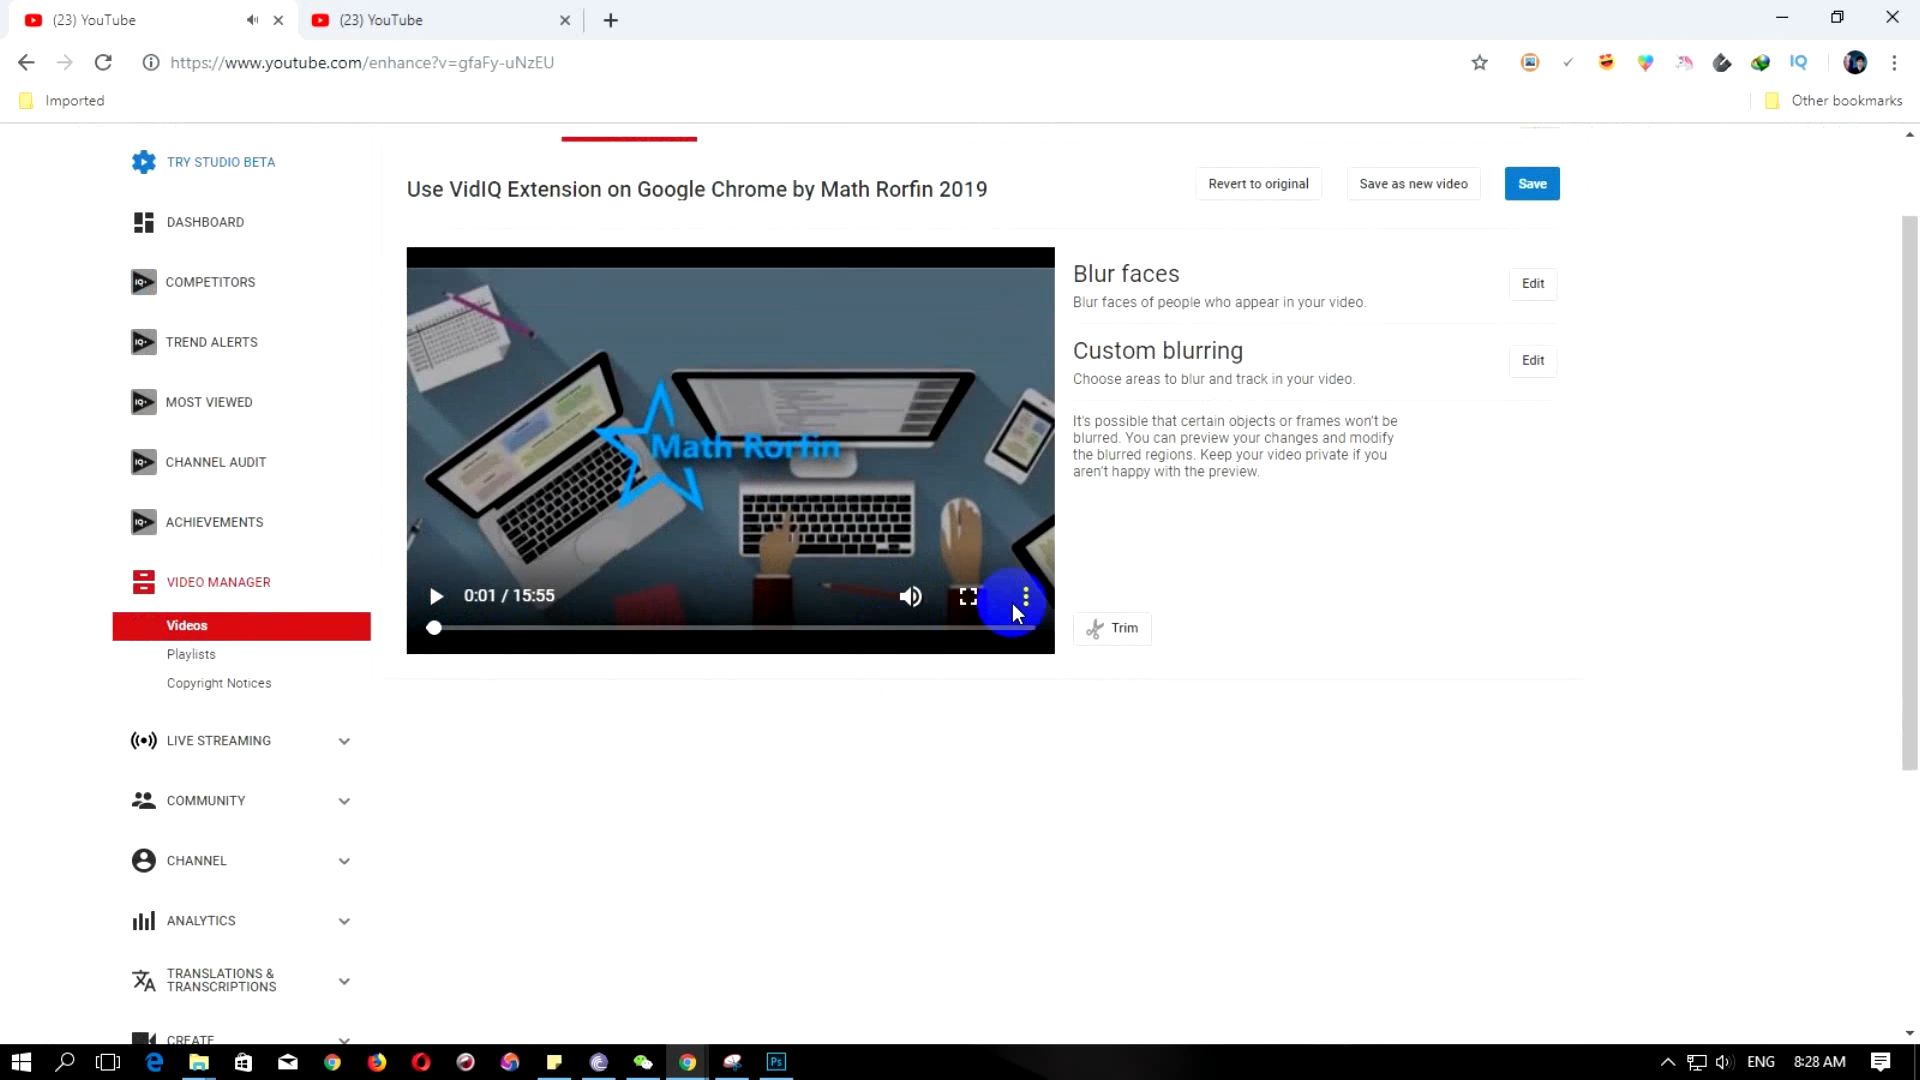 (23) YouTube
(23) YouTube
https://www.youtube.com/enhance?v=gfaFy-uNzEU
IQ
Imported
Other bookmarks
TRY STUDIO BETA
DASHBOARD
COMPETITORS
TREND ALERTS
MOST VIEWED
CHANNEL AUDIT
ACHIEVEMENTS
VIDEO MANAGER
Videos
Playlists
Copyright Notices
LIVE STREAMING
COMMUNITY
CHANNEL
ANALYTICS
TRANSLATIONS &
TRANSCRIPTIONS
CREATE
Use VidIQ Extension on Google Chrome by Math Rorfin 2019
Revert to original
Save as new video
Save
Math Rorfin
0:01 / 15:55
Blur faces
Blur faces of people who appear in your video.
Edit
Custom blurring
Choose areas to blur and track in your video.
Edit
It's possible that certain objects or frames won't be
blurred. You can preview your changes and modify
the blurred regions. Keep your video private if you
aren't happy with the preview.
Trim
Ps
ENG
8:28 AM